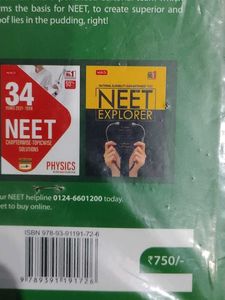 ms the basis for NEET, to create superior and
oof lies in the pudding, right!
34
NEET
CHAPTERWISE-TOPICWISE
SOLUTIONS
PHYSICS
NEET
EXPLORER
ur NEET helpline 0124-6601200 today.
et to buy online.
ISBN 978-93-91191-72-6
9789391191726
₹750/-